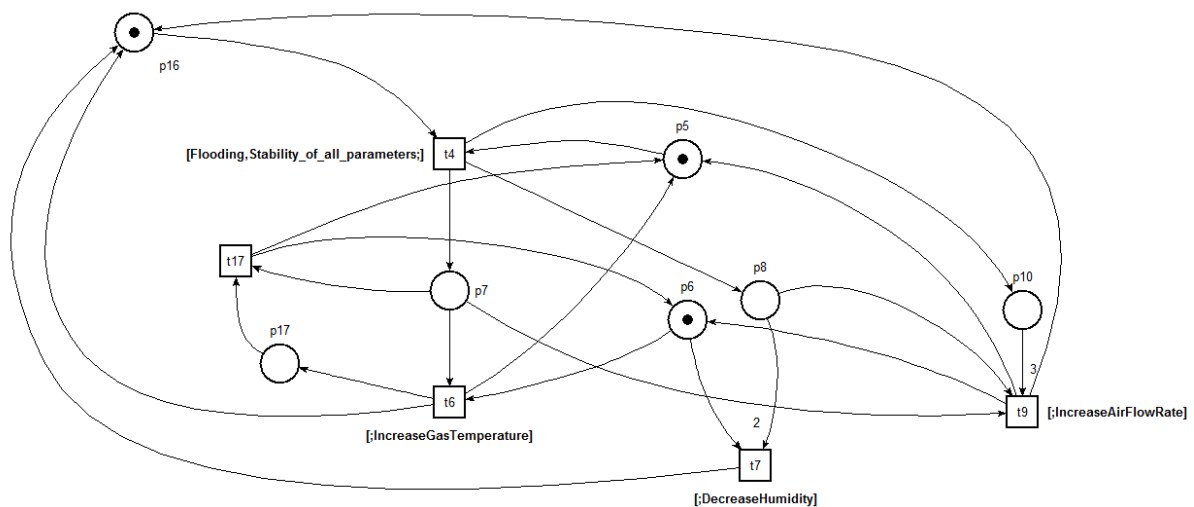 p16
p5
[Flooding,Stability_of_all_parameters;]
t4
t17
p8
p10
p7
p6
p17
3
t6
t9
[;IncreaseAirFlowRate]
[;IncreaseGasTemperature]
2
t7
[;DecreaseHumidity]